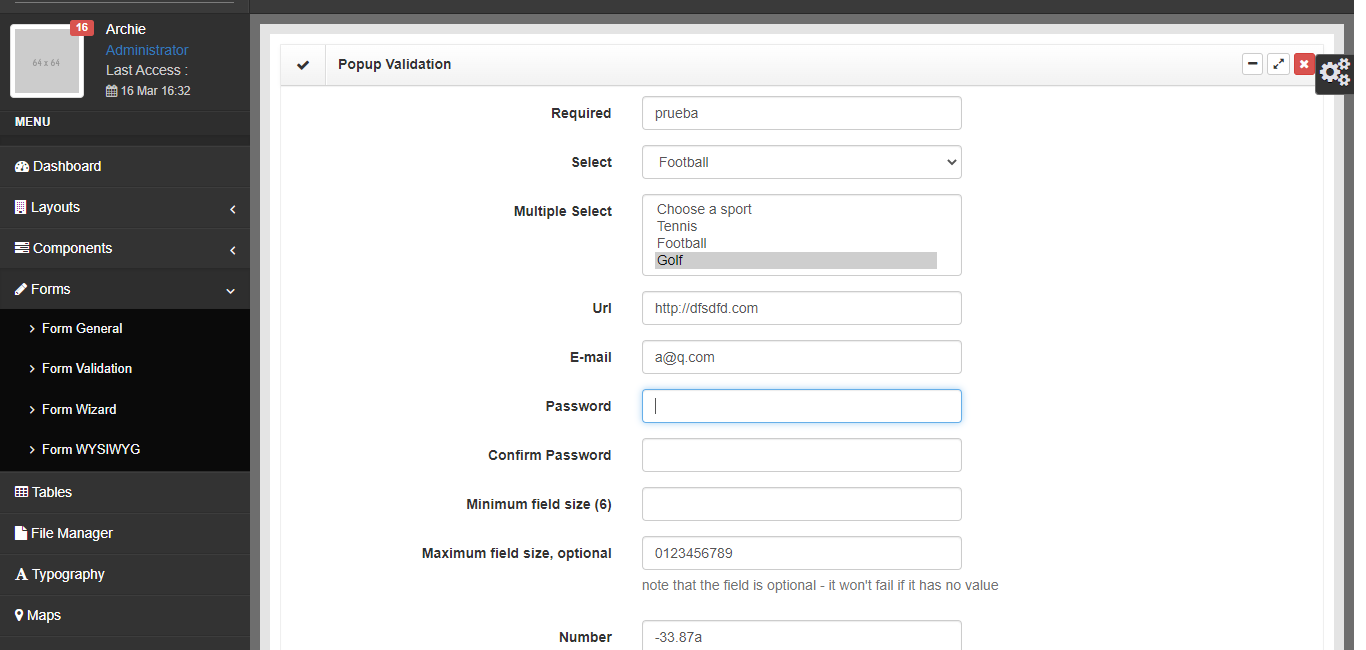 16
Archie
64 x 64
Administrator
Last Access :
16 Mar 16:32
MENU
Dashboard
Layouts
Components
Forms
Form General
Form Validation
Form Wizard
Form WYSIWYG
Tables
File Manager
Typography
Maps
Popup Validation
Required prueba
Select Football
Multiple Select Choose a sport
Tennis
Football
Golf
Url http://dfsdfd.com
E-mail a@q.com
Password
Confirm Password
Minimum field size (6)
Maximum field size, optional 0123456789
note that the field is optional - it won't fail if it has no value
Number -33.87a